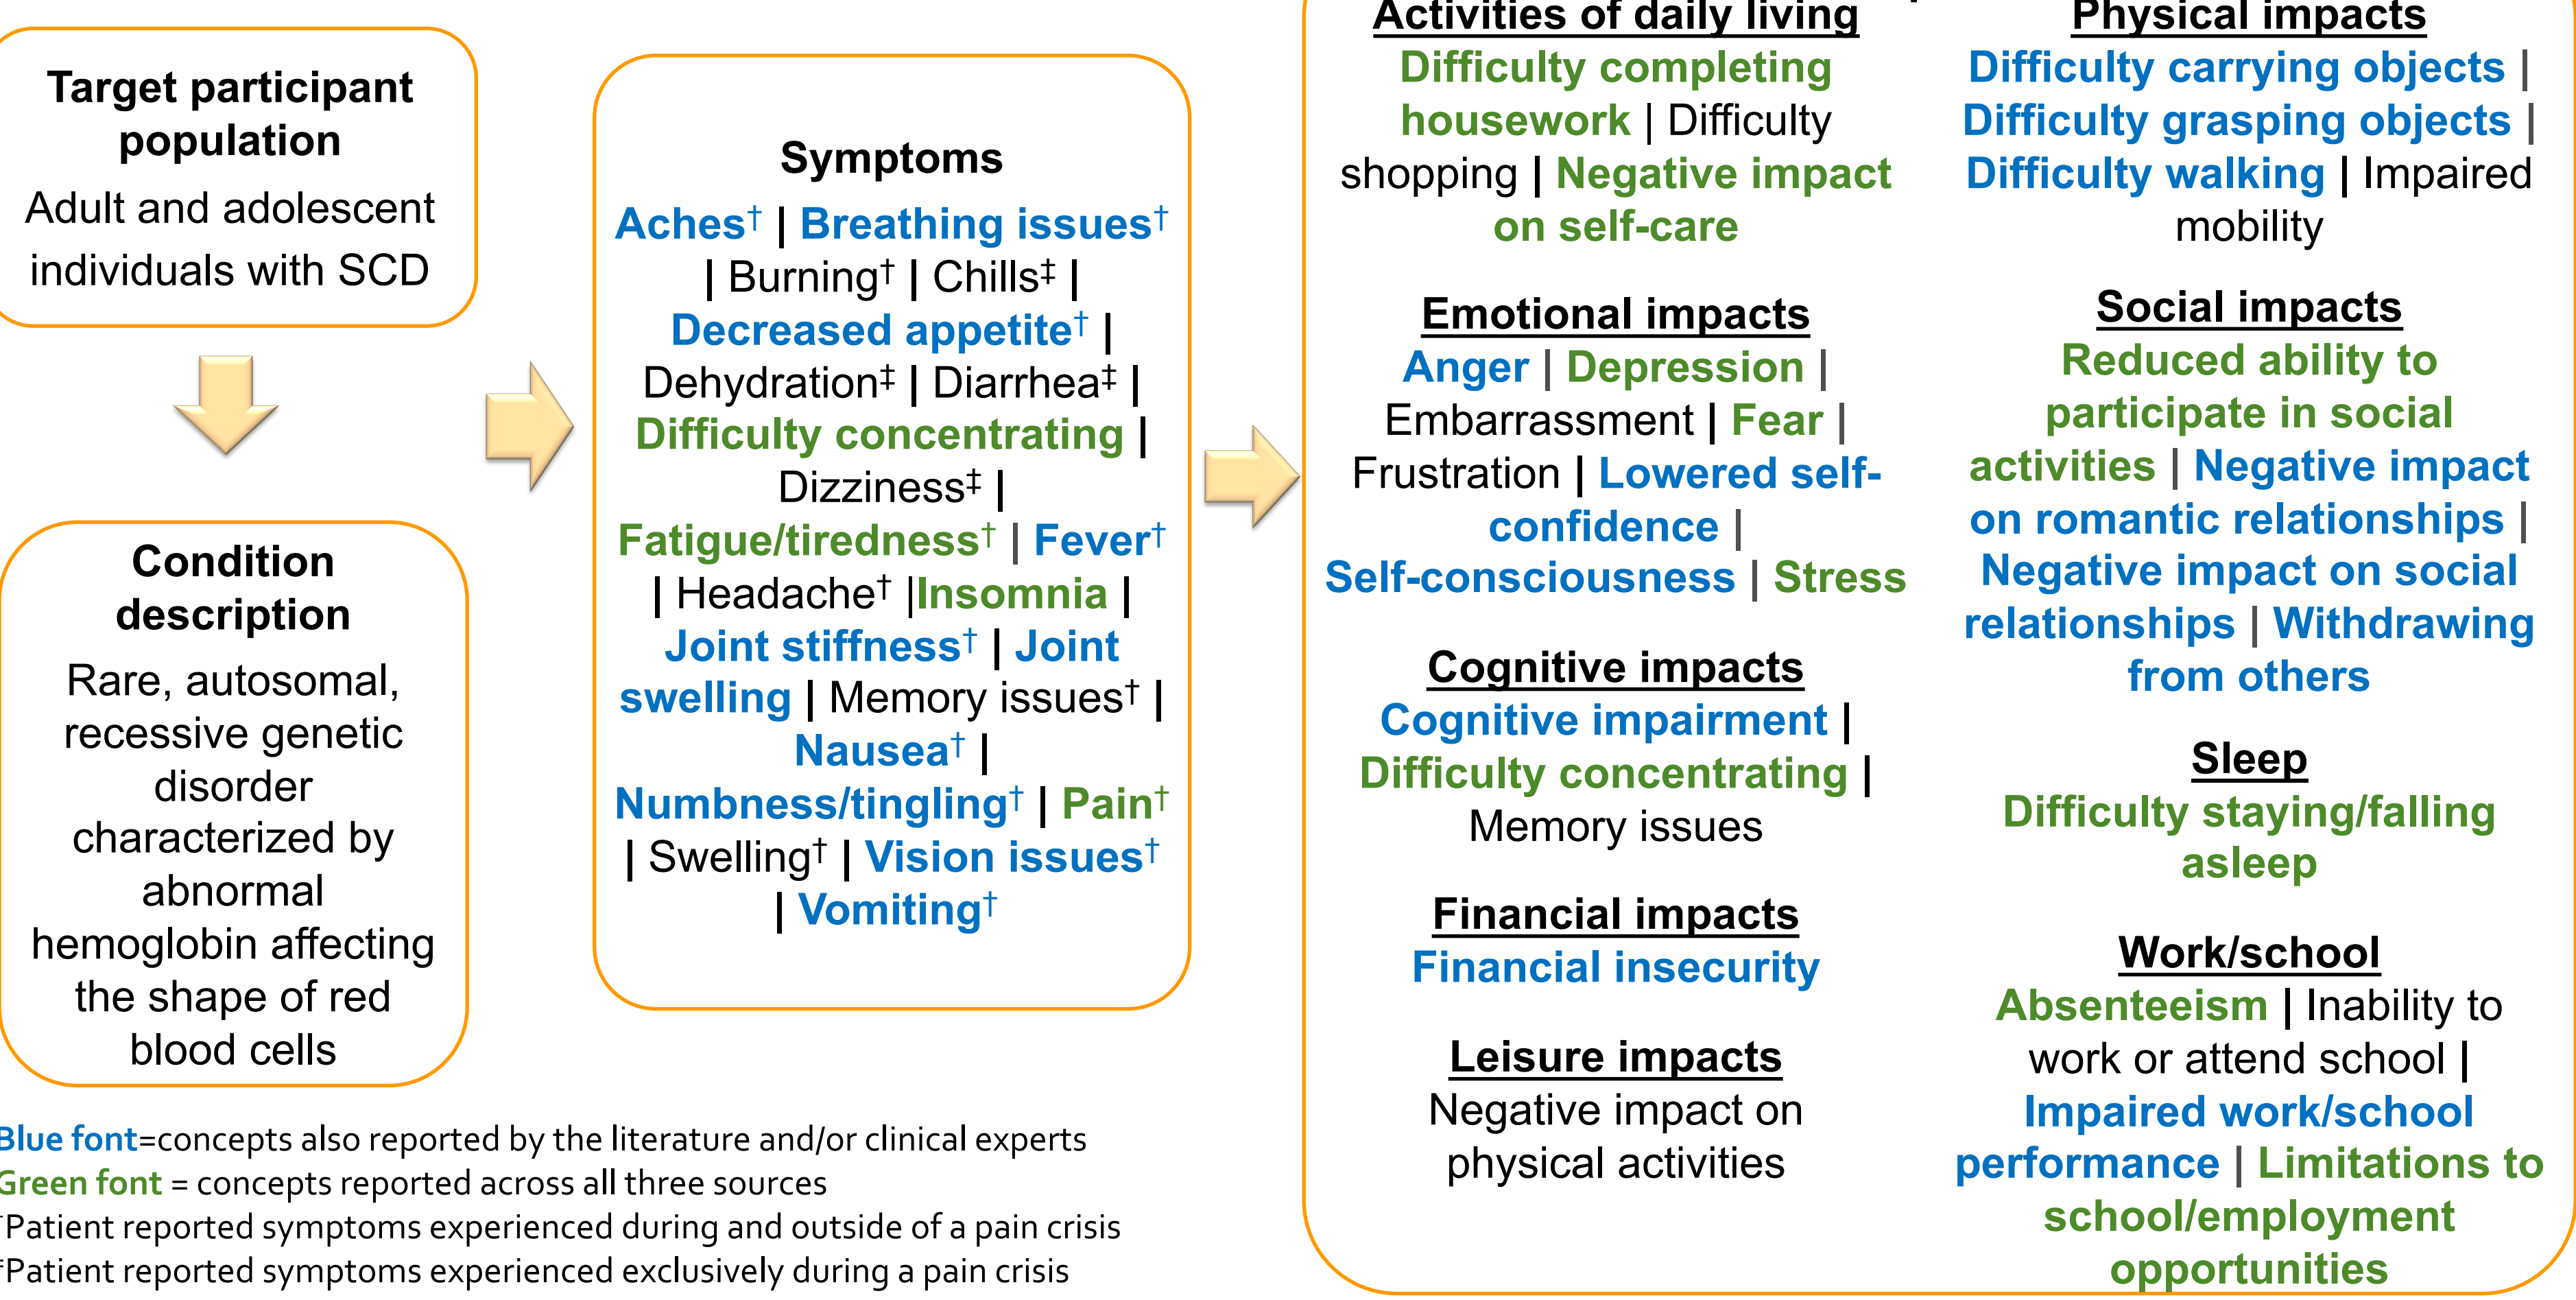 Target participant
population
Adult and adolescent
individuals with SCD
Condition
description
Rare, autosomal,
recessive genetic
disorder
characterized by
abnormal
hemoglobin affecting
the shape of red
blood cells
Symptoms
Aches† | Breathing issues†
| Burning† | Chills‡ |
Decreased appetite† |
Dehydration‡ | Diarrhea‡ |
Difficulty concentrating |
Dizziness‡ |
Fatigue/tiredness† | Fever†
| Headache† |Insomnia |
Joint stiffness† | Joint
swelling | Memory issues† |
Nausea† |
Numbness/tingling† | Pain†
| Swelling† | Vision issues†
| Vomiting†
Activities of daily living
Difficulty completing
housework | Difficulty
shopping | Negative impact
on self-care
Emotional impacts
Anger | Depression |
Embarrassment | Fear |
Frustration | Lowered self-
confidence |
Self-consciousness | Stress
Cognitive impacts
Cognitive impairment |
Difficulty concentrating |
Memory issues
Financial impacts
Financial insecurity
Leisure impacts
Negative impact on
physical activities
Physical impacts
Difficulty carrying objects |
Difficulty grasping objects |
Difficulty walking | Impaired
mobility
Social impacts
Reduced ability to
participate in social
activities | Negative impact
on romantic relationships |
Negative impact on social
relationships | Withdrawing
from others
Sleep
Difficulty staying/falling
asleep
Work/school
Absenteeism | Inability to
work or attend school |
Impaired work/school
performance | Limitations to
school/employment
opportunities
Blue font=concepts also reported by the literature and/or clinical experts
Green font = concepts reported across all three sources
†Patient reported symptoms experienced during and outside of a pain crisis
‡Patient reported symptoms experienced exclusively during a pain crisis